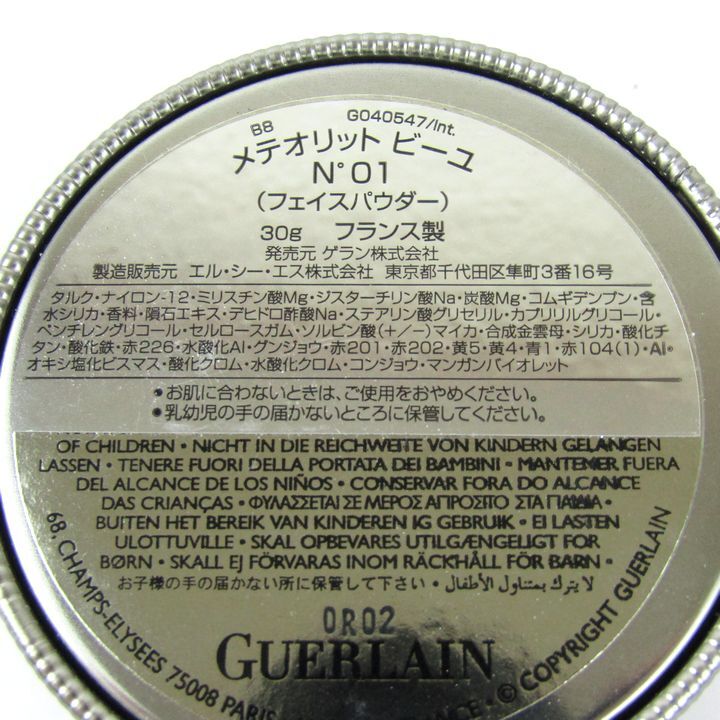 B8 G040547/Int.
メテオリット ビーユ
N°01
(フェイスパウダー)
30g フランス製
発売元 ゲラン株式会社
製造販売元 エル・シー・エス株式会社 東京都千代田区隼町3番16号
タルク・ナイロン-12・ミリスチン酸Mg・ジスターチリン酸Na・炭酸Mg・コムギデンプン・含
水シリカ・香料・隕石エキス・デヒドロ酢酸Na・ステアリン酸グリセリル・カプリリルグリコール・
ペンチレングリコール・セルロースガム・ソルビン酸(+/−)マイカ・合成金雲母・シリカ・酸化チ
タン・酸化鉄・赤226・水酸化Al・グンジョウ・赤201・赤202・黄5・黄4・青1・赤104(1)・Al・
オキシ塩化ビスマス・酸化クロム・水酸化クロム・コンジョウ・マンガンバイオレット
•お肌に合わないときは、ご使用をおやめください。
•乳幼児の手の届かないところに保管してください。
OF CHILDREN • NICHT IN DIE REICHWEITE VON KINDERN GELANGEN
LASSEN • TENERE FUORI DELLA PORTATA DEI BAMBINI • MANTENER FUERA
DEL ALCANCE DE LOS NIÑOS • CONSERVAR FORA DO ALCANCE
DAS CRIANÇAS • ΦΥΛΑΣΣΕΤΑΙ ΣΕ ΜΕΡΟΣ ΑΠΡΟΣΙΤΟ ΣΤΑ ΠΑΙΔΙΑ •
BUITEN HET BEREIK VAN KINDEREN IG GEBRUIK • EI LASTEN
ULOTTUVILLE • SKAL OPBEVARES UTILGÆNGELIGT FOR
BØRN • SKALL EJ FÖRVARAS INOM RÄCKHÅLL FÖR BARN •
お子様の手の届かない所に保管して下さい • لا يترك بمتناول الأطفال •
0R02
GUERLAIN
68, CHAMPS-ELYSEES 75008 PARIS
• © COPYRIGHT GUERLAIN